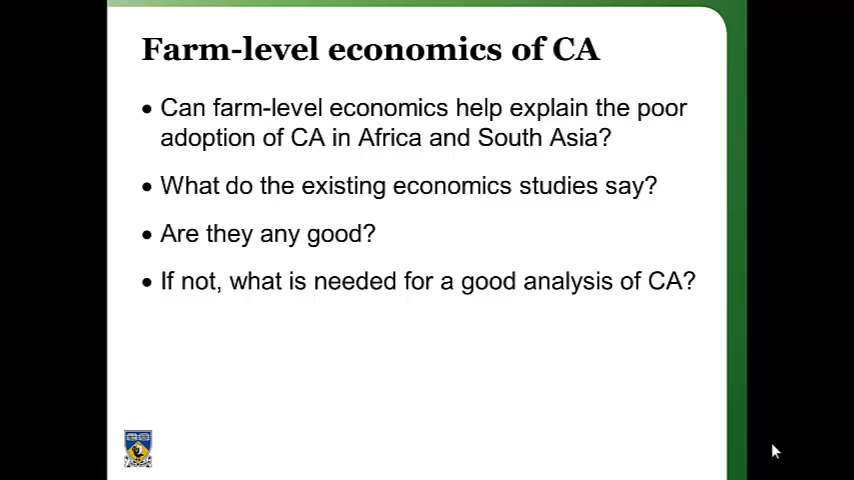 Farm-level economics of CA
• Can farm-level economics help explain the poor
adoption of CA in Africa and South Asia?
• What do the existing economics studies say?
• Are they any good?
• If not, what is needed for a good analysis of CA?